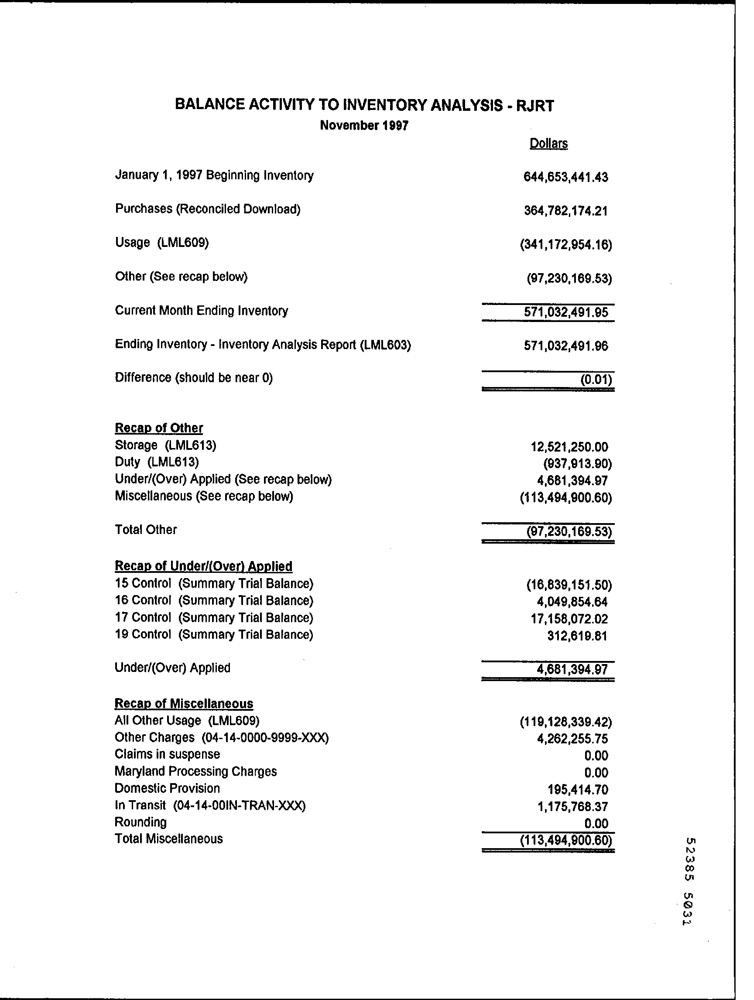 BALANCE ACTIVITY TO INVENTORY ANALYSIS - RJRT
November 1997
Dollars
January 1, 1997 Beginning Inventory 644,653,441.43
Purchases (Reconciled Download) 364,782,174.21
Usage (LML609) (341,172,954.16)
Other (See recap below) (97,230,169.53)
Current Month Ending Inventory 571,032,491.95
Ending Inventory - Inventory Analysis Report (LML603) 571,032,491.96
Difference (should be near 0) (0.01)
Recap of Other
Storage (LML613) 12,521,250.00
Duty (LML613) (937,913.90)
Under/(Over) Applied (See recap below) 4,681,394.97
Miscellaneous (See recap below) (113,494,900.60)
Total Other (97,230,169.53)
Recap of Under/(Over) Applied
15 Control (Summary Trial Balance) (16,839,151.50)
16 Control (Summary Trial Balance) 4,049,854.64
17 Control (Summary Trial Balance) 17,158,072.02
19 Control (Summary Trial Balance) 312,619.81
Under/(Over) Applied 4,681,394.97
Recap of Miscellaneous
All Other Usage (LML609) (119,128,339.42)
Other Charges (04-14-0000-9999-XXX) 4,262,255.75
Claims in suspense 0.00
Maryland Processing Charges 0.00
Domestic Provision 195,414.70
In Transit (04-14-00IN-TRAN-XXX) 1,175,768.37
Rounding 0.00
Total Miscellaneous (113,494,900.60)
52385 5031